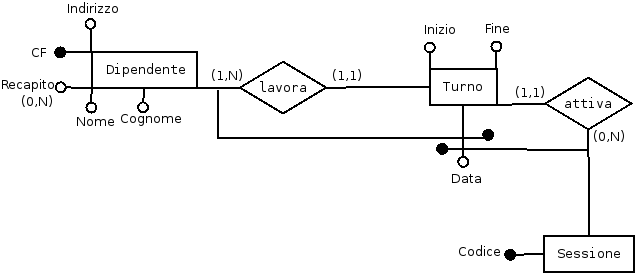 Indirizzo
CF
Dipendente
Recapito
(0,N)
Nome
Cognome
(1,N)
lavora
(1,1)
Inizio
Fine
Turno
Data
(1,1)
attiva
(0,N)
Codice
Sessione